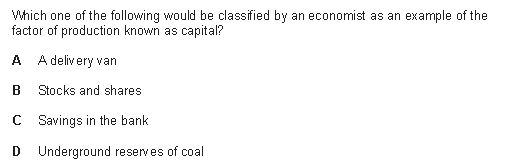 Which one of the following would be classified by an economist as an example of the
factor of production known as capital?
A A delivery van
B Stocks and shares
C Savings in the bank
D Underground reserves of coal